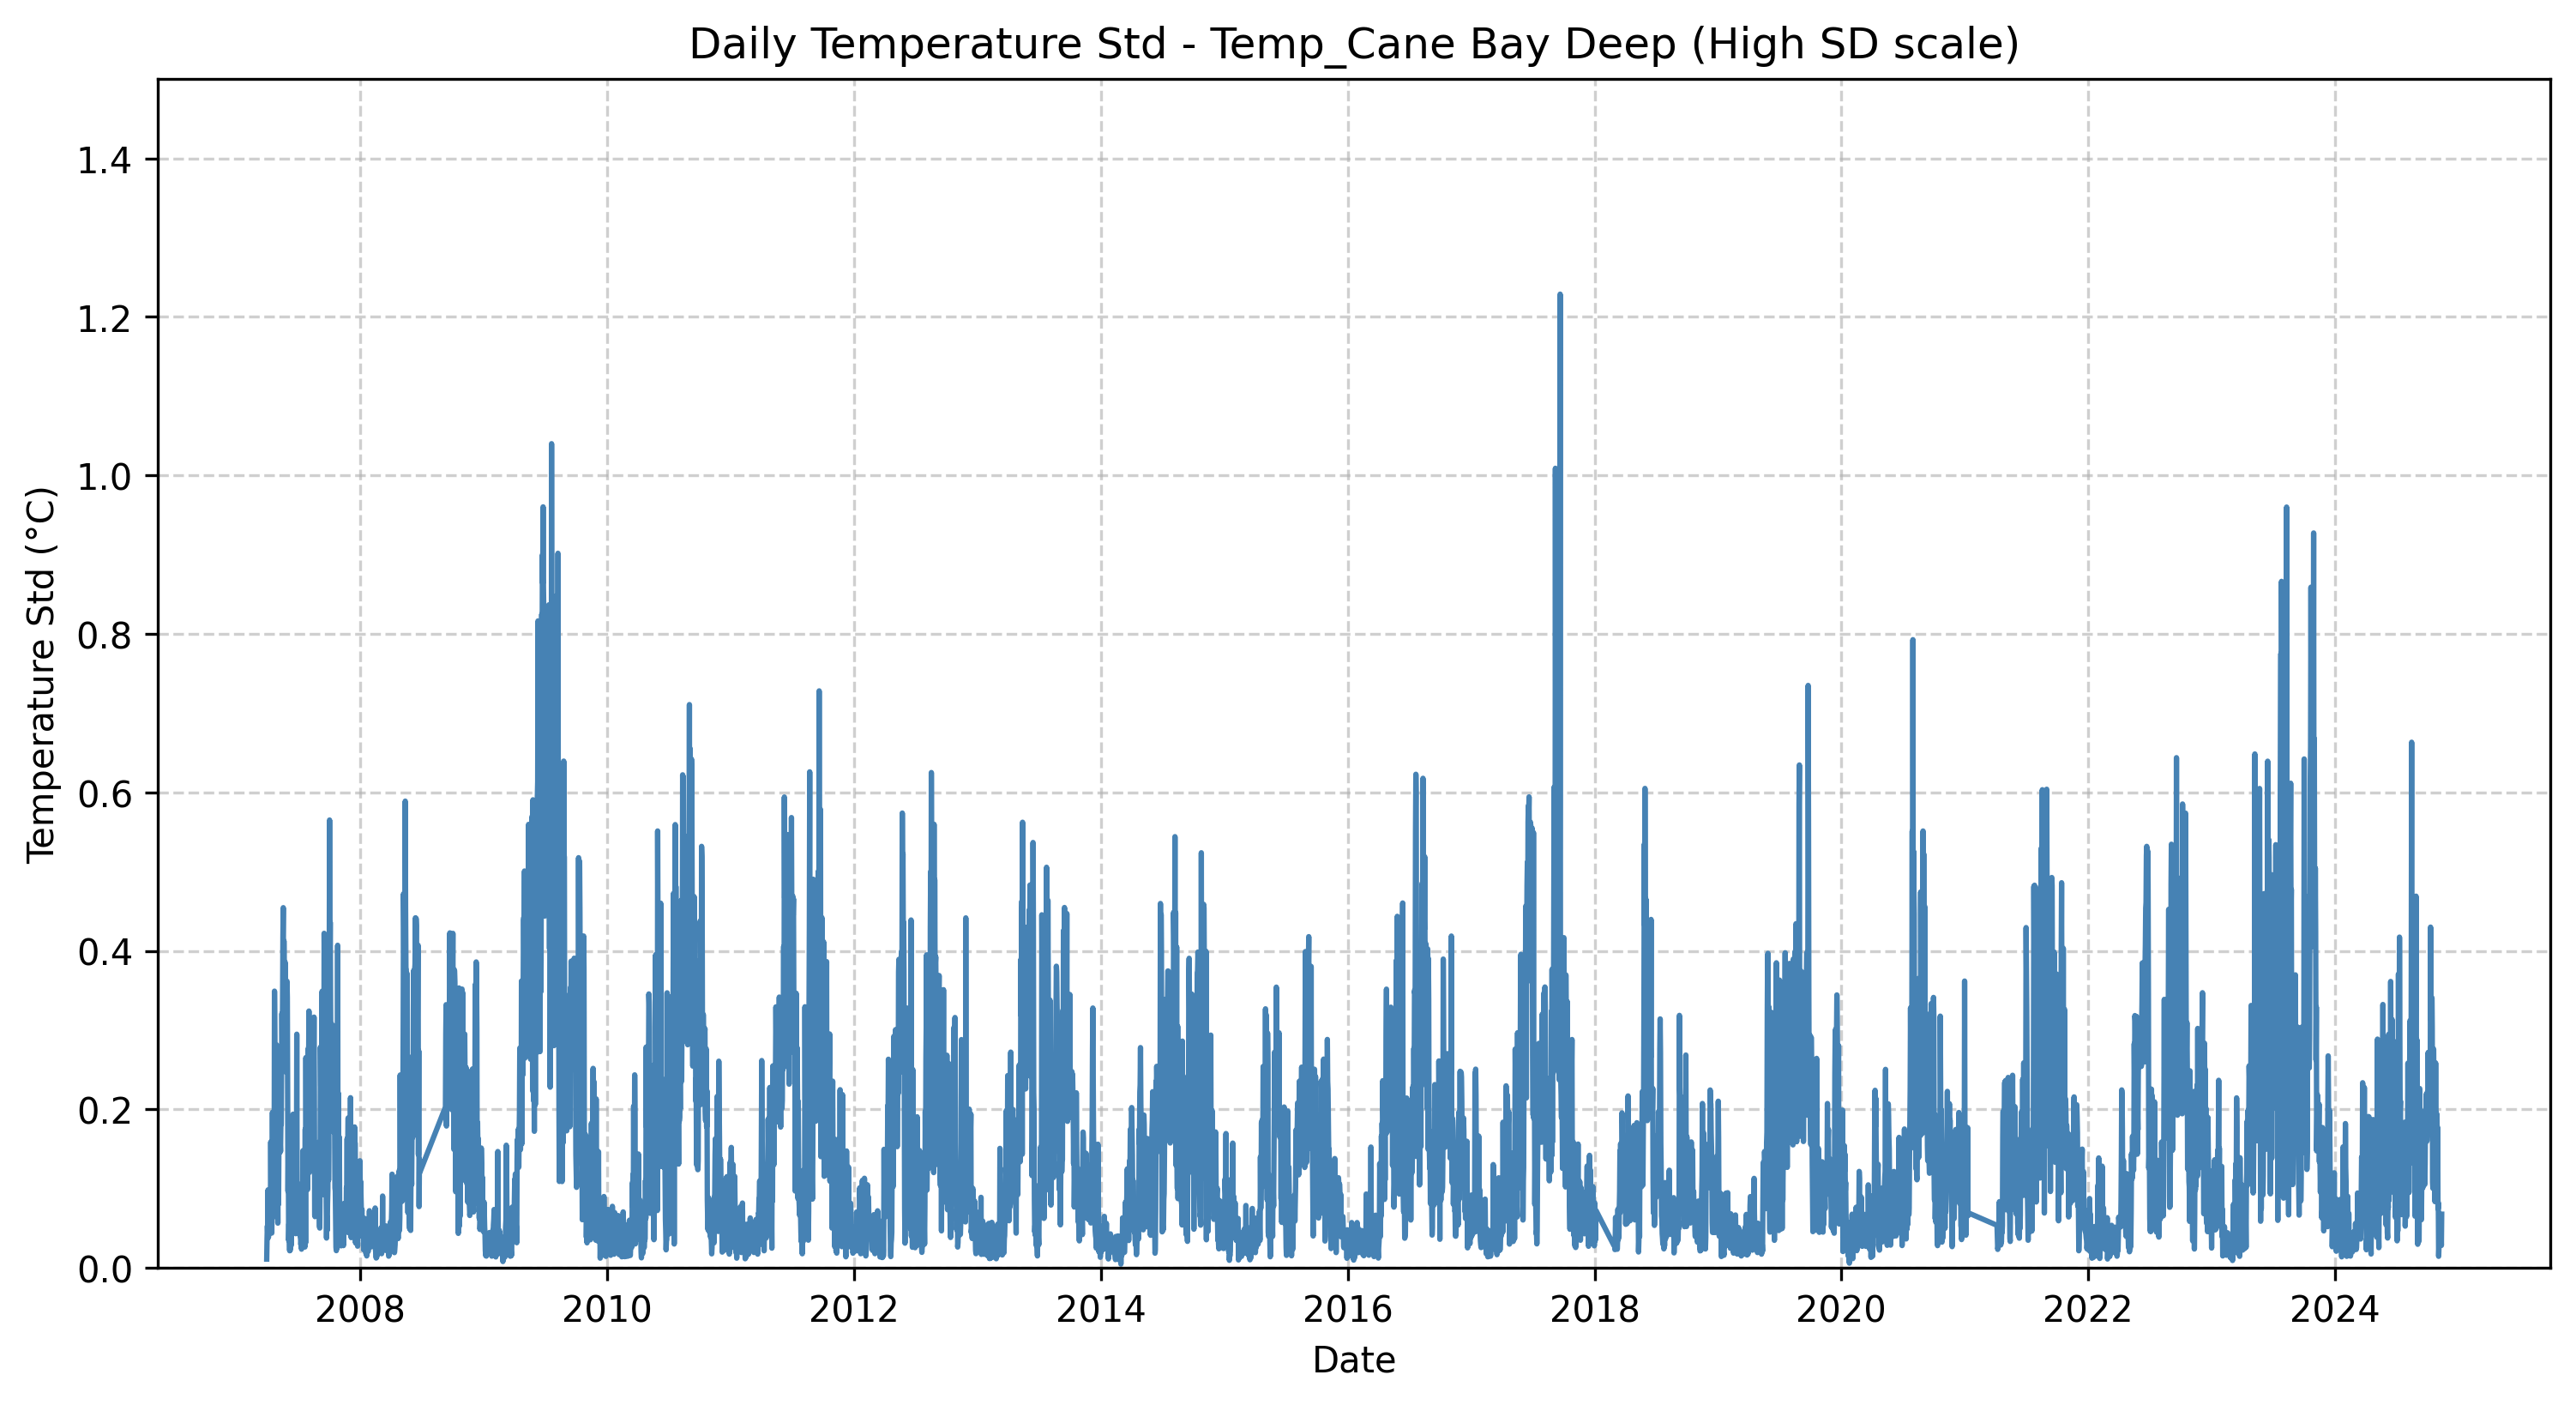 Daily Temperature Std - Temp_Cane Bay Deep (High SD scale)
1.4
1.2
1.0
0.8
0.6
0.4
0.2
0.0
Temperature Std (°C)
2008 2010 2012 2014 2016 2018 2020 2022 2024
Date